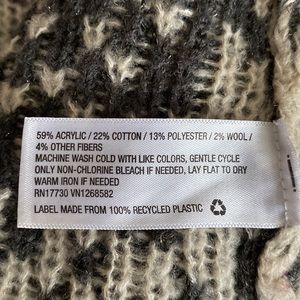 59% ACRYLIC / 22% COTTON / 13% POLYESTER / 2% WOOL /
4% OTHER FIBERS
MACHINE WASH COLD WITH LIKE COLORS, GENTLE CYCLE
ONLY NON-CHLORINE BLEACH IF NEEDED, LAY FLAT TO DRY
WARM IRON IF NEEDED
RN17730 VN1268582
LABEL MADE FROM 100% RECYCLED PLASTIC